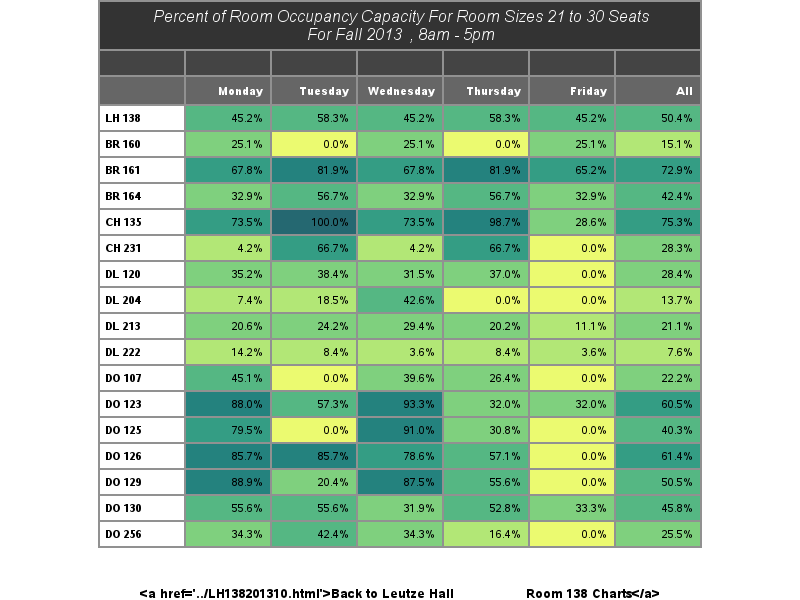 Percent of Room Occupancy Capacity For Room Sizes 21 to 30 Seats
For Fall 2013 , 8am - 5pm
Monday Tuesday Wednesday Thursday Friday All
LH 138 45.2% 58.3% 45.2% 58.3% 45.2% 50.4%
BR 160 25.1% 0.0% 25.1% 0.0% 25.1% 15.1%
BR 161 67.8% 81.9% 67.8% 81.9% 65.2% 72.9%
BR 164 32.9% 56.7% 32.9% 56.7% 32.9% 42.4%
CH 135 73.5% 100.0% 73.5% 98.7% 28.6% 75.3%
CH 231 4.2% 66.7% 4.2% 66.7% 0.0% 28.3%
DL 120 35.2% 38.4% 31.5% 37.0% 0.0% 28.4%
DL 204 7.4% 18.5% 42.6% 0.0% 0.0% 13.7%
DL 213 20.6% 24.2% 29.4% 20.2% 11.1% 21.1%
DL 222 14.2% 8.4% 3.6% 8.4% 3.6% 7.6%
DO 107 45.1% 0.0% 39.6% 26.4% 0.0% 22.2%
DO 123 88.0% 57.3% 93.3% 32.0% 32.0% 60.5%
DO 125 79.5% 0.0% 91.0% 30.8% 0.0% 40.3%
DO 126 85.7% 85.7% 78.6% 57.1% 0.0% 61.4%
DO 129 88.9% 20.4% 87.5% 55.6% 0.0% 50.5%
DO 130 55.6% 55.6% 31.9% 52.8% 33.3% 45.8%
DO 256 34.3% 42.4% 34.3% 16.4% 0.0% 25.5%
<a href='../LH138201310.html'>Back to Leutze Hall Room 138 Charts</a>